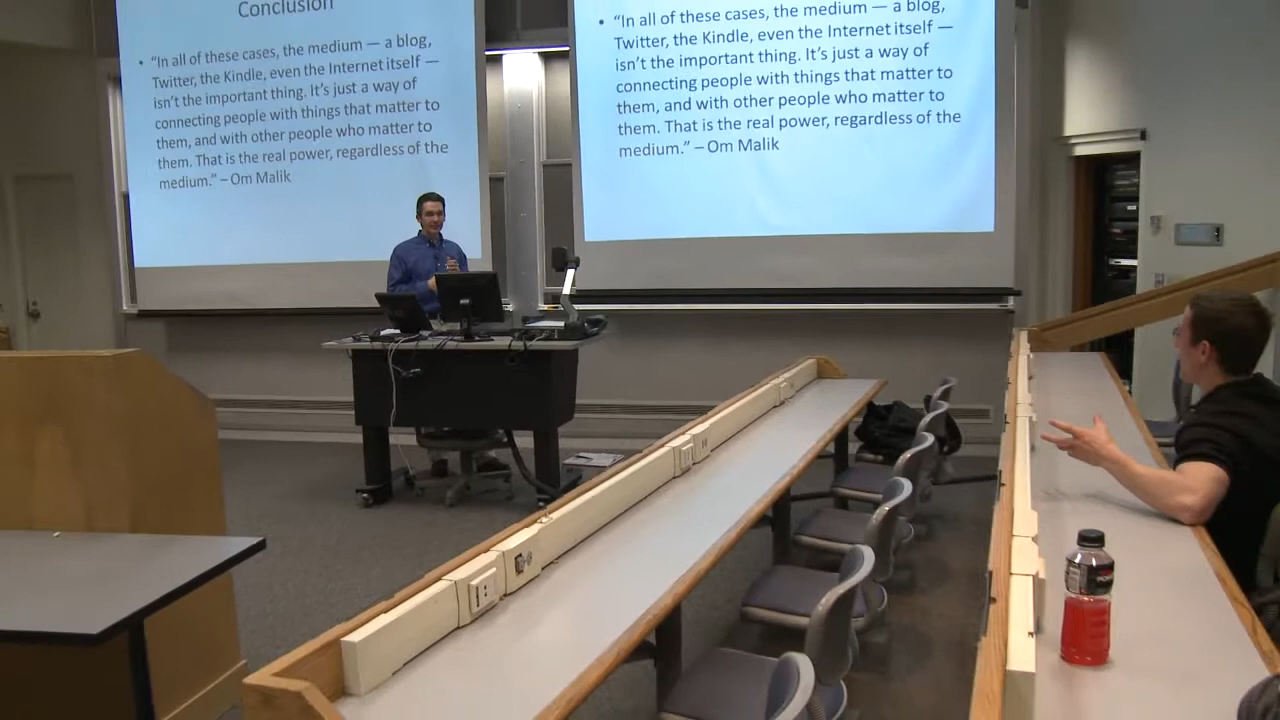 Conclusion
• “In all of these cases, the medium — a blog,
Twitter, the Kindle, even the Internet itself —
isn’t the important thing. It’s just a way of
connecting people with things that matter to
them, and with other people who matter to
them. That is the real power, regardless of the
medium.” – Om Malik
• “In all of these cases, the medium — a blog,
Twitter, the Kindle, even the Internet itself —
isn’t the important thing. It’s just a way of
connecting people with things that matter to
them, and with other people who matter to
them. That is the real power, regardless of the
medium.” – Om Malik